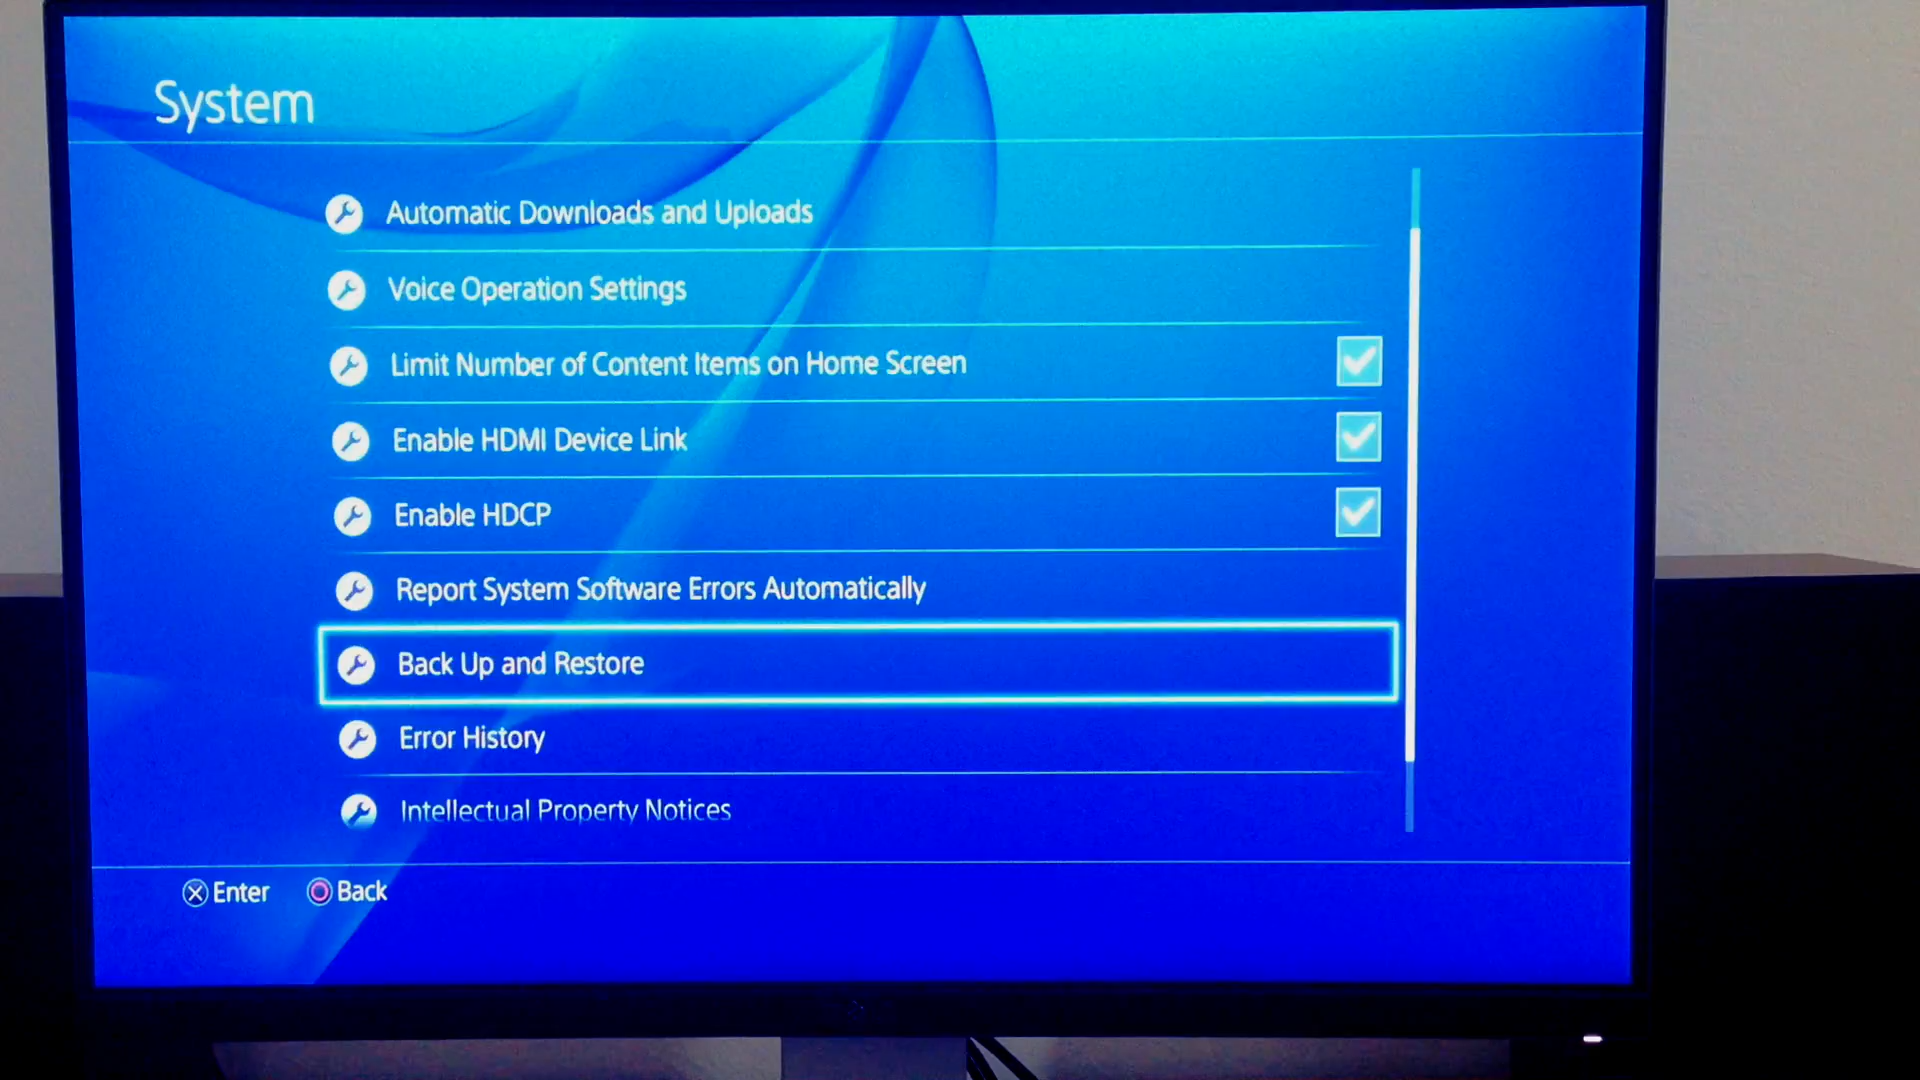 System
Automatic Downloads and Uploads
Voice Operation Settings
Limit Number of Content Items on Home Screen
Enable HDMI Device Link
Enable HDCP
Report System Software Errors Automatically
Back Up and Restore
Error History
Intellectual Property Notices
Enter Back